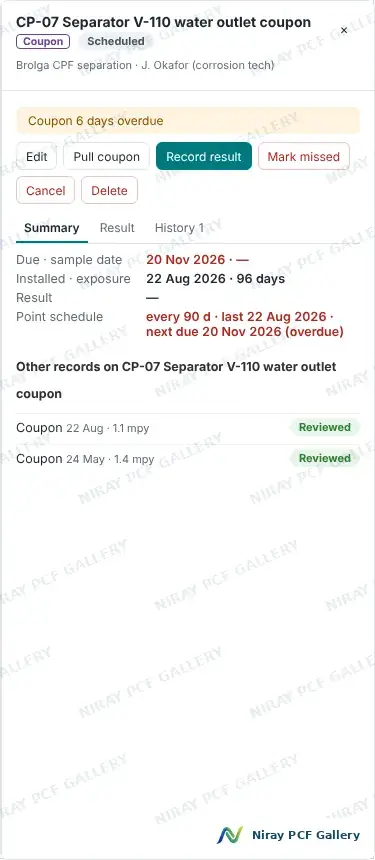 CP-07 Separator V-110 water outlet coupon
×
Coupon Scheduled
Brolga CPF separation · J. Okafor (corrosion tech)
Coupon 6 days overdue
Edit Pull coupon Record result Mark missed
Cancel Delete
Summary Result History 1
Due · sample date 20 Nov 2026 · —
Installed · exposure 22 Aug 2026 · 96 days
Result —
Point schedule every 90 d · last 22 Aug 2026 ·
next due 20 Nov 2026 (overdue)
Other records on CP-07 Separator V-110 water outlet
coupon
Coupon 22 Aug · 1.1 mpy Reviewed
Coupon 24 May · 1.4 mpy Reviewed
NIRAY PCF GALLERY
Niray PCF Gallery